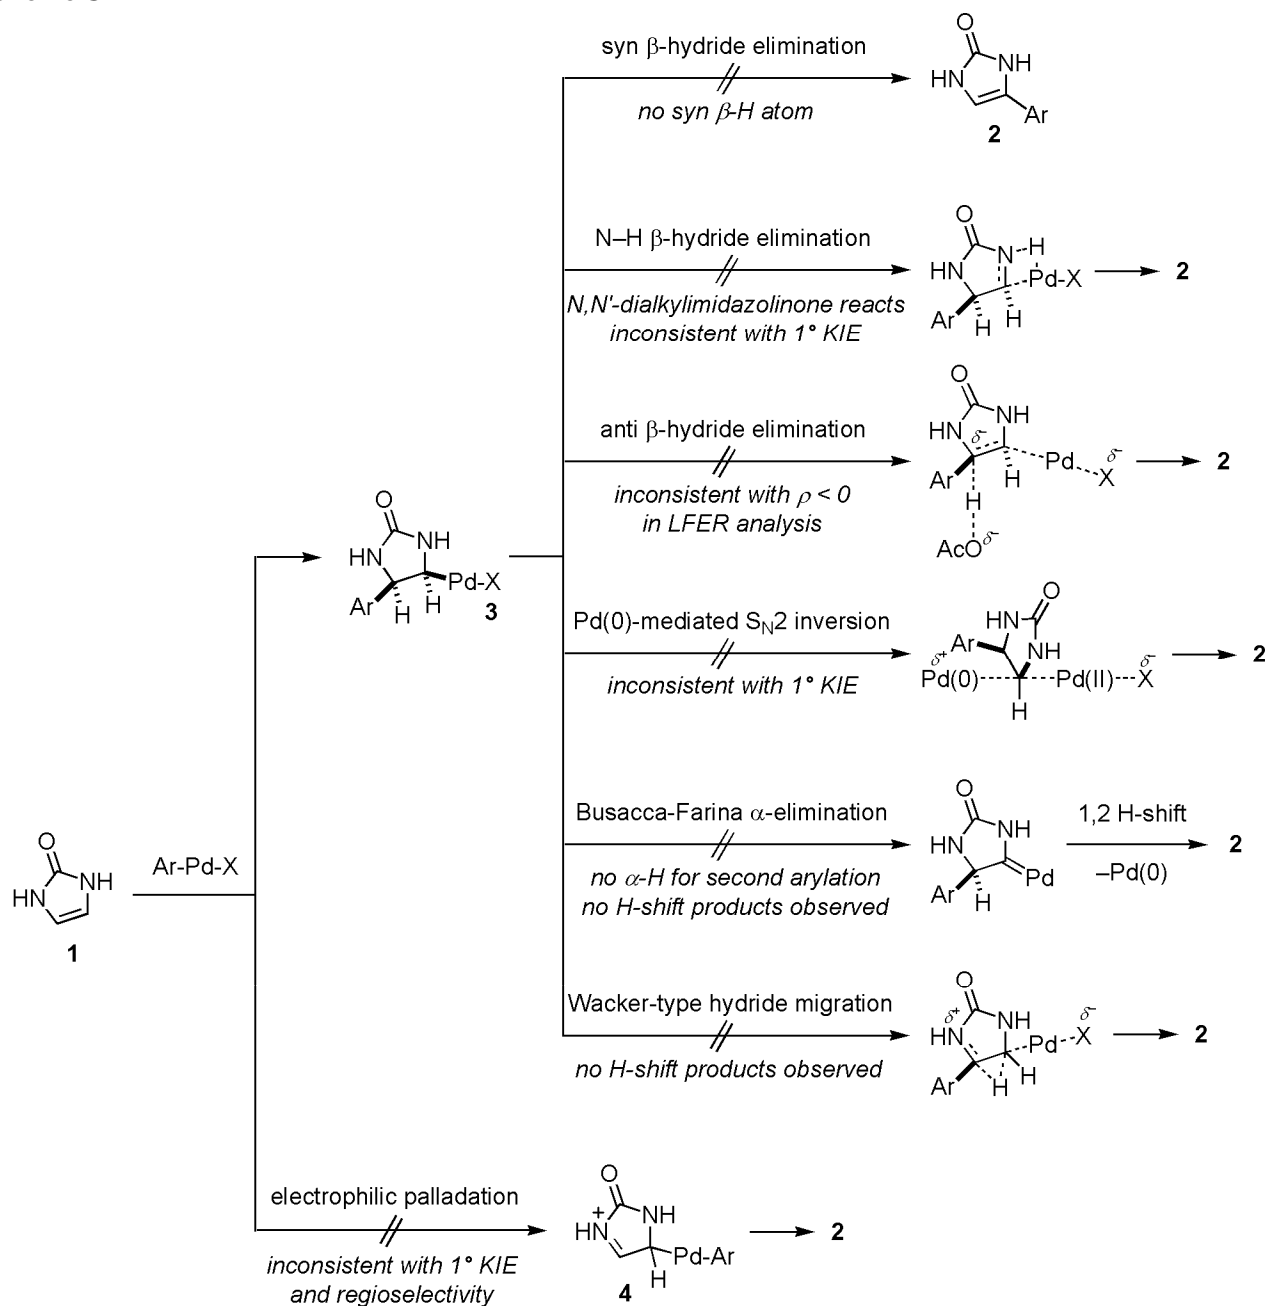 syn β-hydride elimination
no syn β-H atom
O
NH
HN
Ar
2
N–H β-hydride elimination
N,N'-dialkylimidazolinone reacts
inconsistent with 1° KIE
O
N
H
HN
Pd-X
Ar
H
H
2
anti β-hydride elimination
inconsistent with ρ < 0
in LFER analysis
O
NH
HN
δ-
Pd
δ-
X
Ar
H
H
AcO
δ-
2
O
NH
HN
Pd-X
Ar
H
H
3
Pd(0)-mediated SN2 inversion
inconsistent with 1° KIE
O
HN
Ar
NH
δ+
δ-
Pd(0)
Pd(II)
X
H
2
Busacca-Farina α-elimination
no α-H for second arylation
no H-shift products observed
O
NH
HN
Pd
Ar
H
1,2 H-shift
–Pd(0)
2
O
NH
HN
1
Ar-Pd-X
Wacker-type hydride migration
no H-shift products observed
O
δ+
NH
HN
Pd
δ-
X
Ar
H
H
2
electrophilic palladation
inconsistent with 1° KIE
and regioselectivity
O
+
NH
HN
Pd-Ar
H
4
2